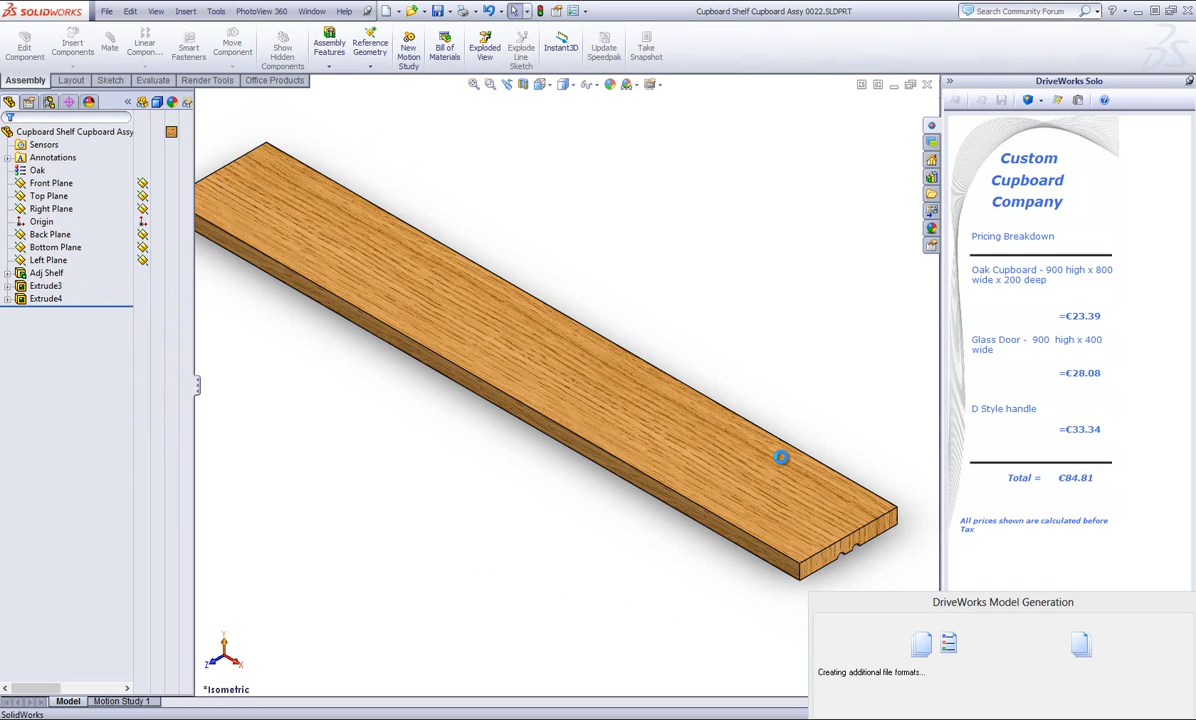 SOLIDWORKS File Edit View Insert Tools PhotoView 360 Window Help Cupboard Shelf Cupboard Assy 0022.SLDPRT Search Community Forum
Edit Component
Insert Components
Mate
Linear Compon...
Smart Fasteners
Move Component
Show Hidden Components
Assembly Features
Reference Geometry
New Motion Study
Bill of Materials
Exploded View
Explode Line Sketch
Instant3D
Update Speedpak
Take Snapshot
Assembly Layout Sketch Evaluate Render Tools Office Products
DriveWorks Solo
Cupboard Shelf Cupboard Assy
Sensors
Annotations
Oak
Front Plane
Top Plane
Right Plane
Origin
Back Plane
Bottom Plane
Left Plane
Adj Shelf
Extrude3
Extrude4
Custom
Cupboard
Company
Pricing Breakdown
Oak Cupboard - 900 high x 800
wide x 200 deep
=€23.39
Glass Door - 900 high x 400
wide
=€28.08
D Style handle
=€33.34
Total = €84.81
All prices shown are calculated before
Tax
DriveWorks Model Generation
Creating additional file formats...
Y
Z
X
*Isometric
Model Motion Study 1
SolidWorks